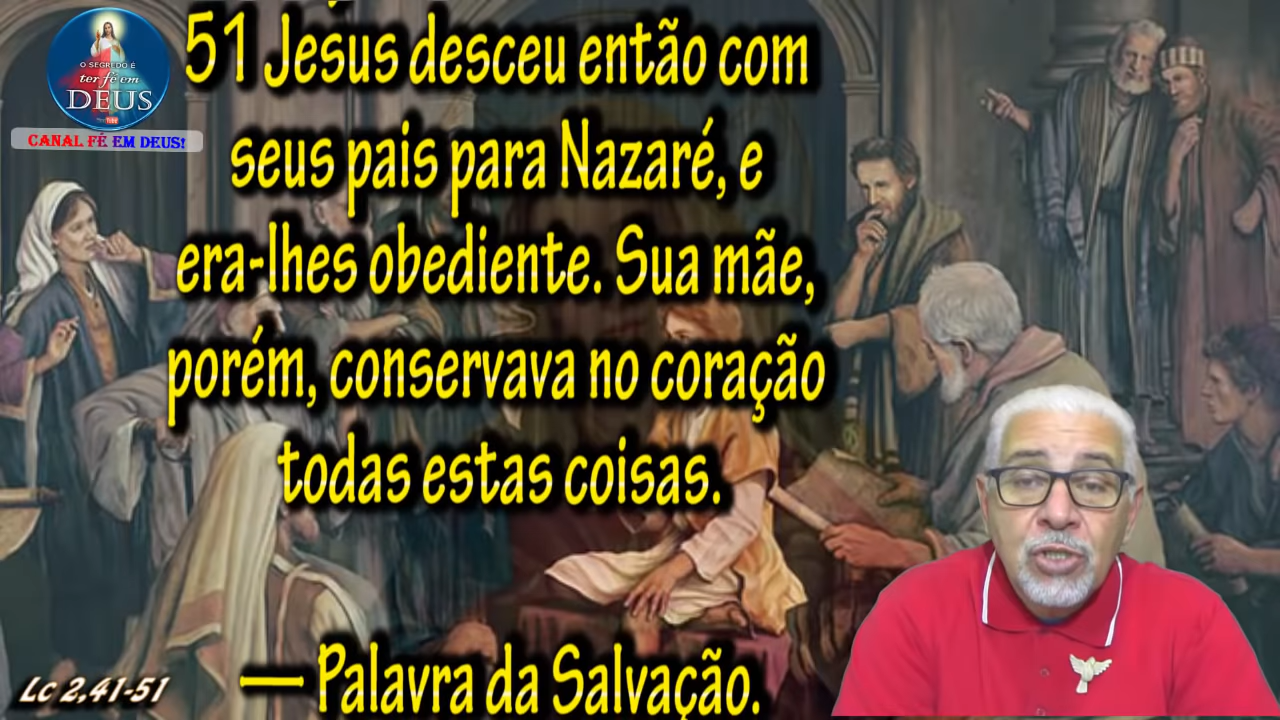 O SEGREDO É
ter fé em
DEUS
CANAL FÉ EM DEUS!
51 Jesus desceu então com
seus pais para Nazaré, e
era-lhes obediente. Sua mãe,
porém, conservava no coração
todas estas coisas.
— Palavra da Salvação.
Lc 2,41-51